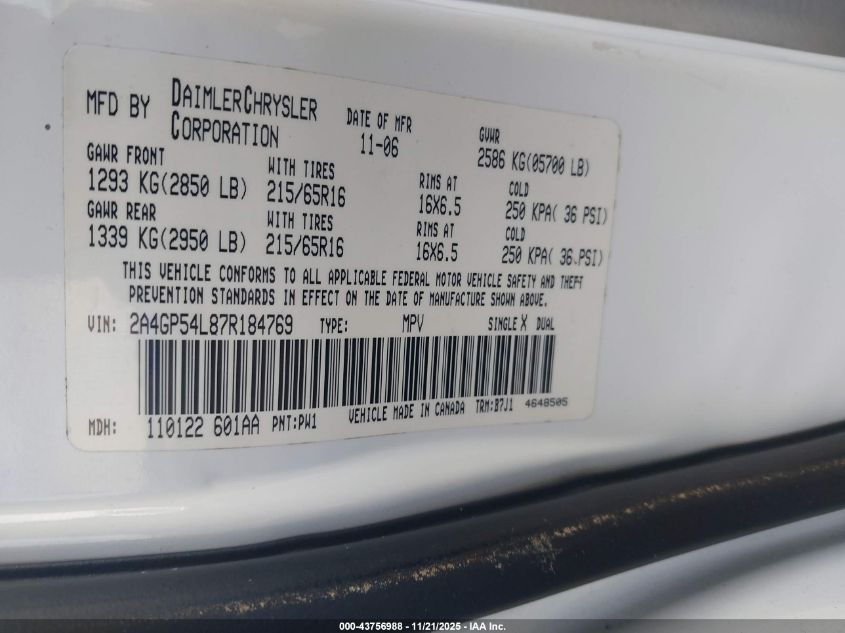 MFD BY DAIMLERCHRYSLER CORPORATION DATE OF MFR 11-06 GVWR 2586 KG(05700 LB)
GAWR FRONT WITH TIRES RIMS AT COLD
1293 KG(2850 LB) 215/65R16 16X6.5 250 KPA( 36 PSI)
GAWR REAR WITH TIRES RIMS AT COLD
1339 KG(2950 LB) 215/65R16 16X6.5 250 KPA( 36 PSI)
THIS VEHICLE CONFORMS TO ALL APPLICABLE FEDERAL MOTOR VEHICLE SAFETY AND THEFT
PREVENTION STANDARDS IN EFFECT ON THE DATE OF MANUFACTURE SHOWN ABOVE.
VIN: 2A4GP54L87R184769 TYPE: MPV SINGLE X DUAL
MDH: 110122 601AA PNT:PW1 VEHICLE MADE IN CANADA TRM:B7J1 4648505
000-43756988 - 11/21/2025 - IAA Inc.